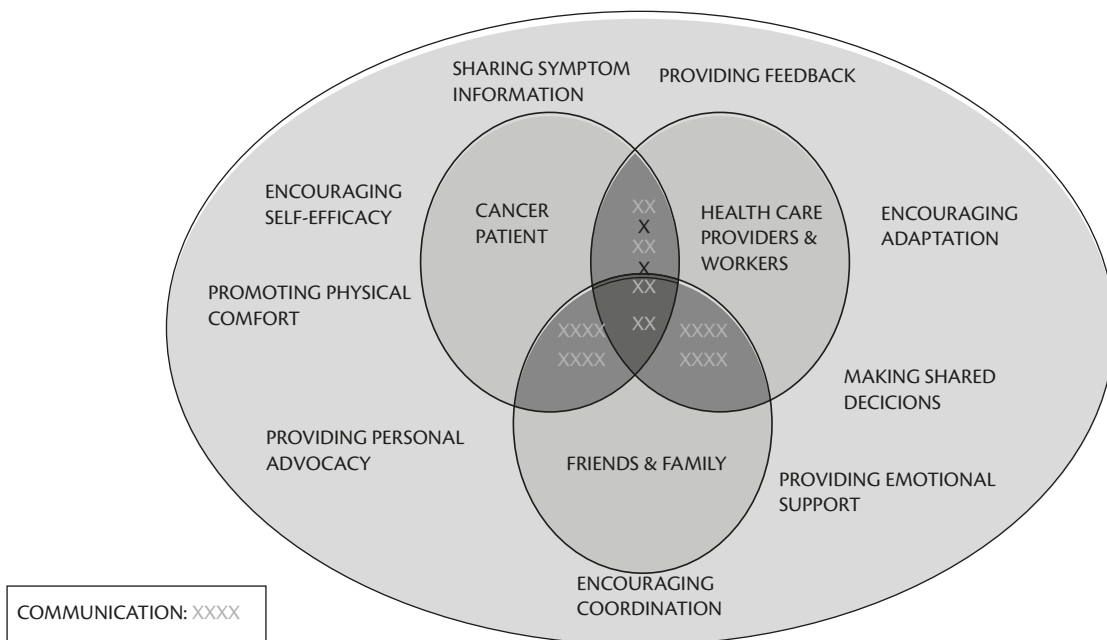 SHARING SYMPTOM
INFORMATION
PROVIDING FEEDBACK
ENCOURAGING
SELF-EFFICACY
CANCER
PATIENT
XX
X
XX
X
XX
XX
HEALTH CARE
PROVIDERS &
WORKERS
ENCOURAGING
ADAPTATION
PROMOTING PHYSICAL
COMFORT
XXXX
XXXX
XXXX
XXXX
MAKING SHARED
DECICIONS
PROVIDING PERSONAL
ADVOCACY
FRIENDS & FAMILY
PROVIDING EMOTIONAL
SUPPORT
ENCOURAGING
COORDINATION
COMMUNICATION: XXXX